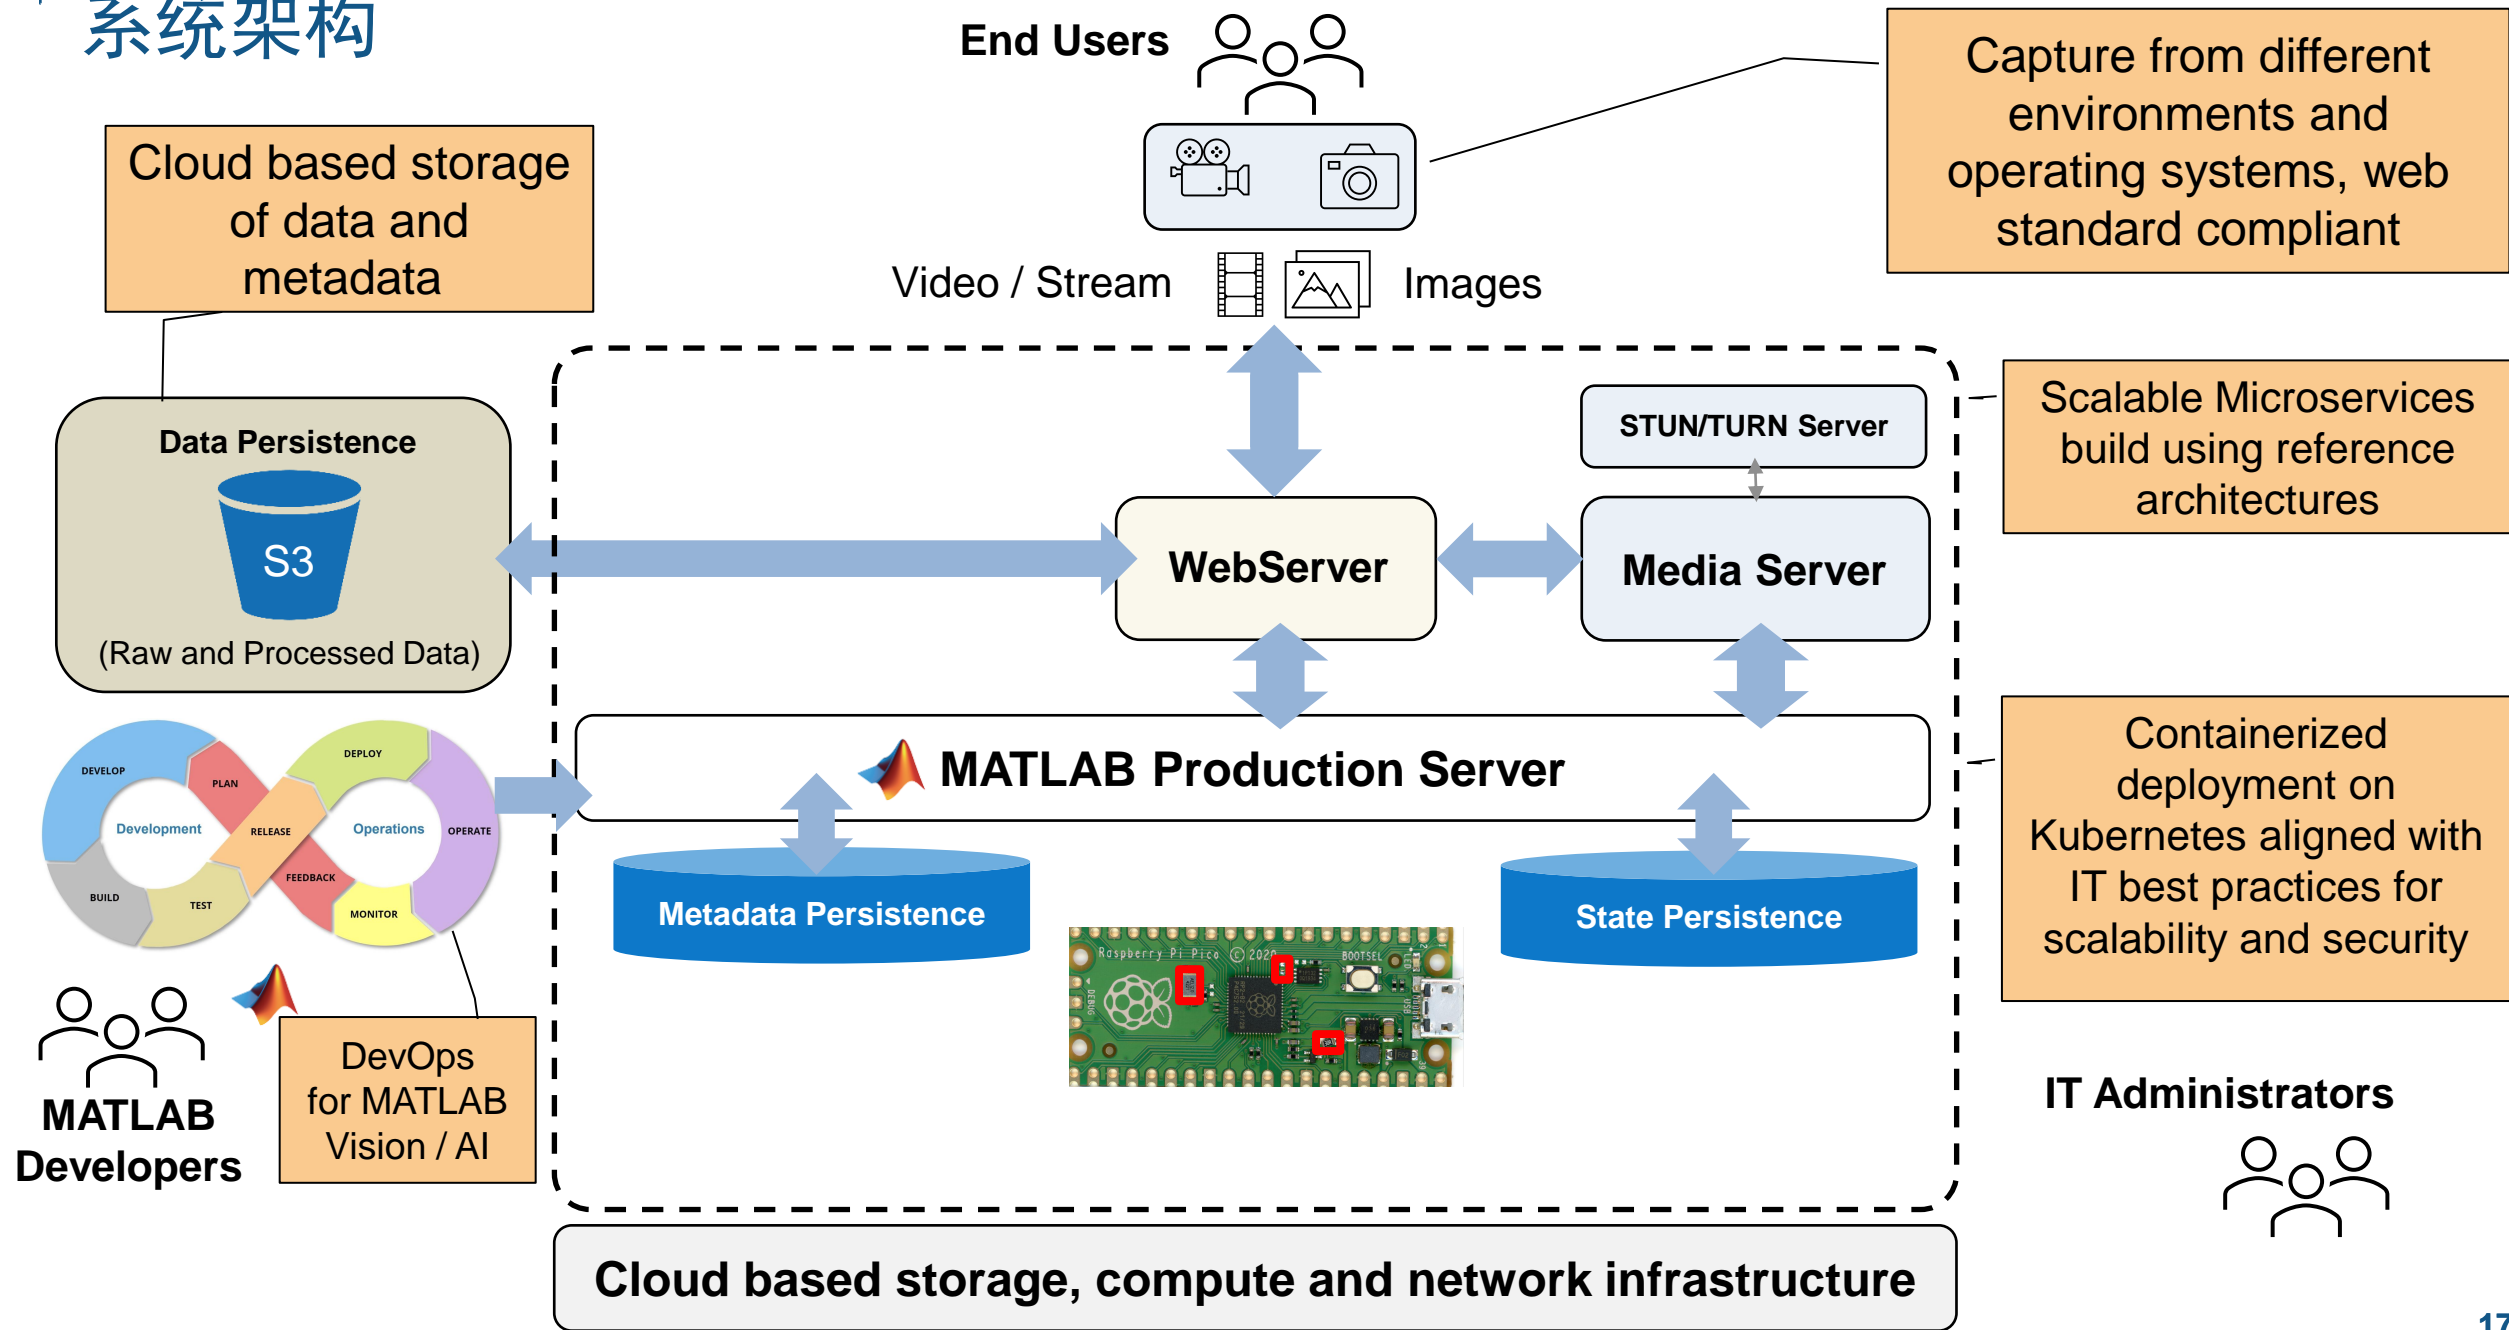 系统架构
End Users
Capture from different
environments and
operating systems, web
standard compliant
Cloud based storage
of data and
metadata
Video / Stream
Images
Scalable Microservices
build using reference
architectures
STUN/TURN Server
Data Persistence
S3
(Raw and Processed Data)
WebServer
Media Server
MATLAB Production Server
Metadata Persistence
State Persistence
DEVELOP
PLAN
DEPLOY
Development
RELEASE
Operations
OPERATE
BUILD
TEST
FEEDBACK
MONITOR
Containerized
deployment on
Kubernetes aligned with
IT best practices for
scalability and security
Raspberry Pi Pico © 2020
BOOTSEL
DEBUG
LED
USB
39
DevOps
for MATLAB
Vision / AI
MATLAB
Developers
IT Administrators
Cloud based storage, compute and network infrastructure
17